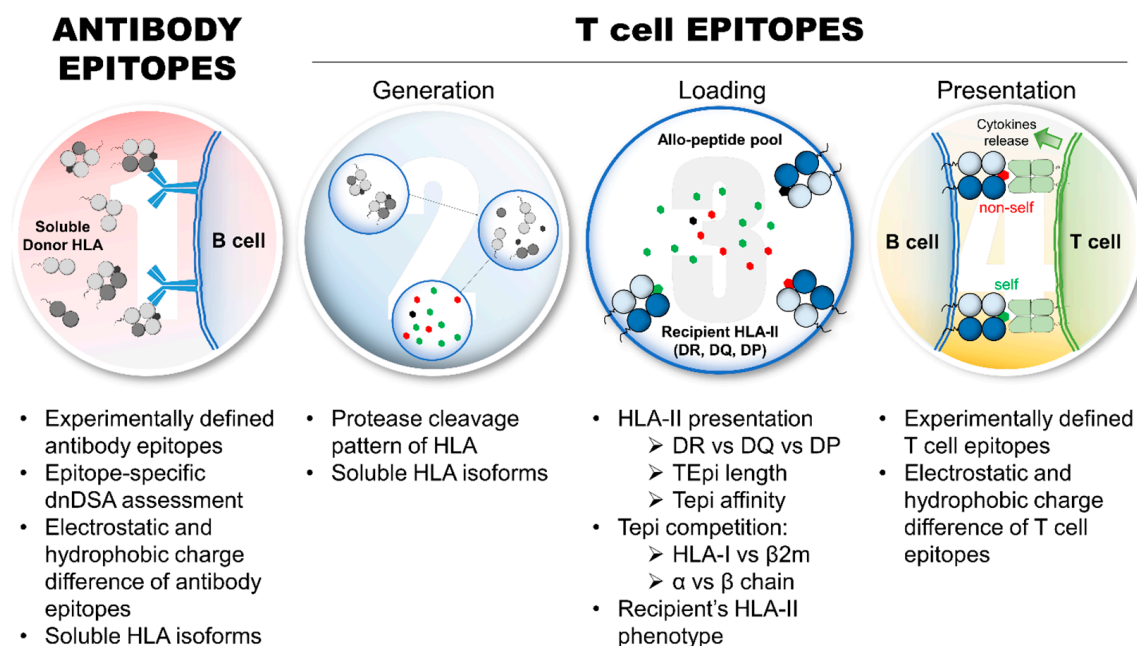 ANTIBODY
EPITOPES
T cell EPITOPES
Generation
Loading
Presentation
1
Soluble
Donor HLA
B cell
2
3
Allo-peptide pool
Recipient HLA-II
(DR, DQ, DP)
4
Cytokines
release
non-self
B cell
T cell
self
• Experimentally defined
antibody epitopes
• Epitope-specific
dnDSA assessment
• Electrostatic and
hydrophobic charge
difference of antibody
epitopes
• Soluble HLA isoforms
• Protease cleavage
pattern of HLA
• Soluble HLA isoforms
• HLA-II presentation
➢ DR vs DQ vs DP
➢ TEpi length
➢ Tepi affinity
• Tepi competition:
➢ HLA-I vs β2m
➢ α vs β chain
• Recipient's HLA-II
phenotype
• Experimentally defined
T cell epitopes
• Electrostatic and
hydrophobic charge
difference of T cell
epitopes